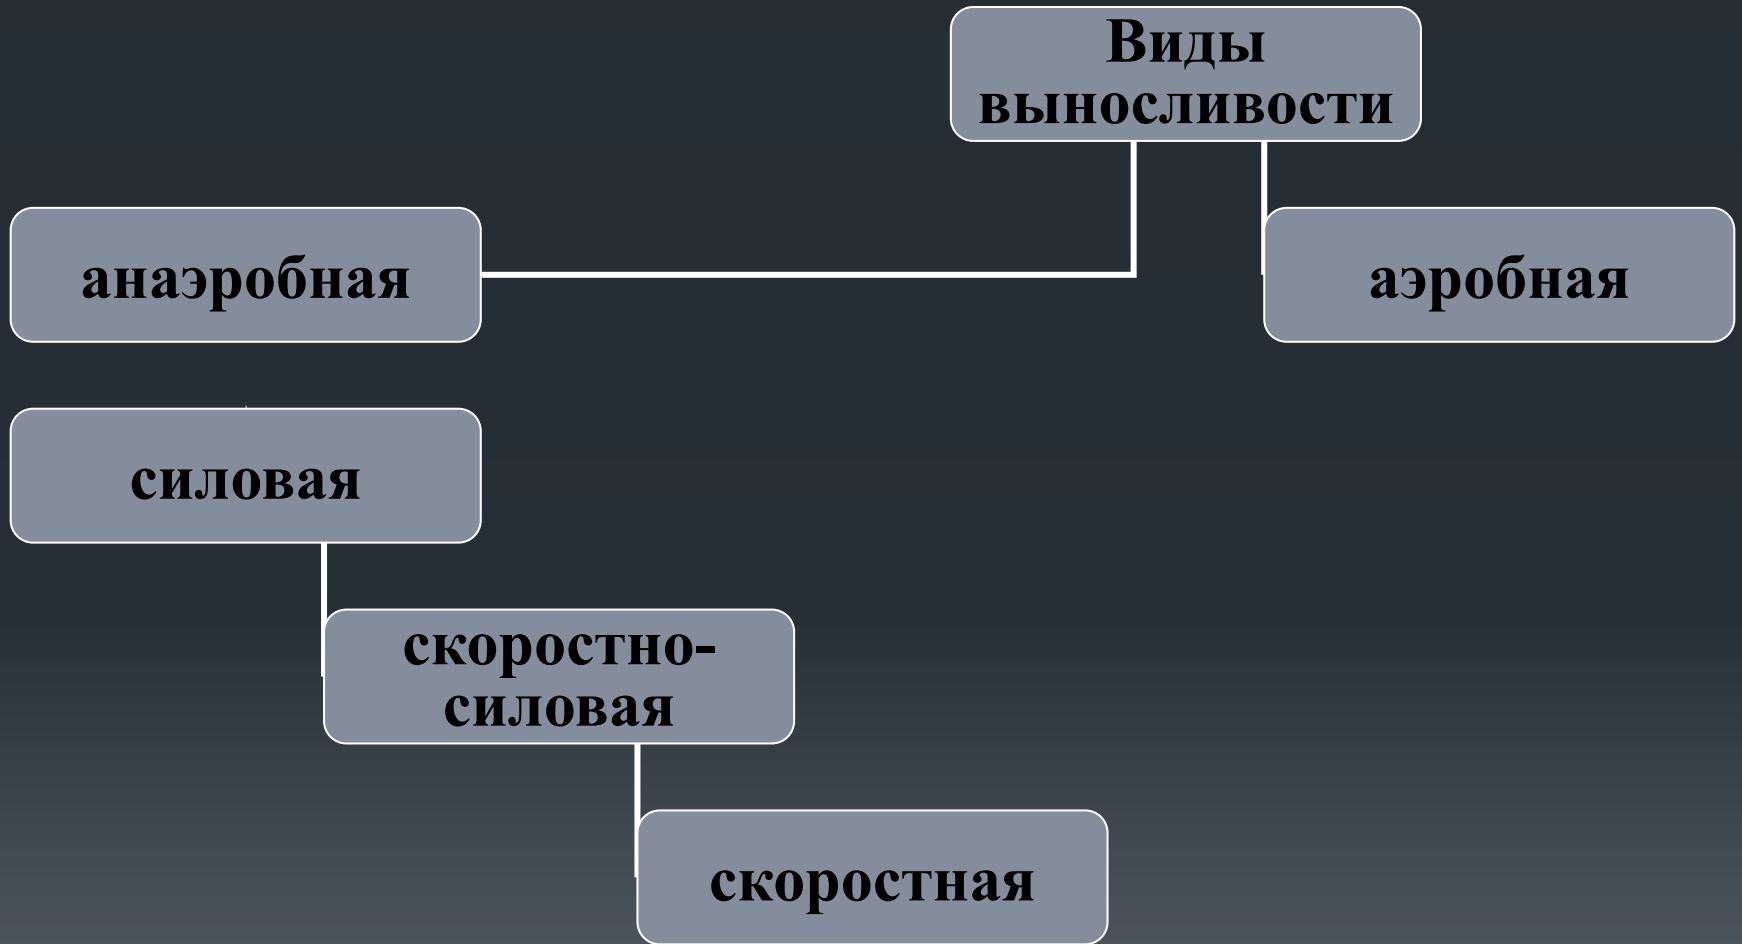 Виды
выносливости
анаэробная
аэробная
силовая
скоростно-
силовая
скоростная